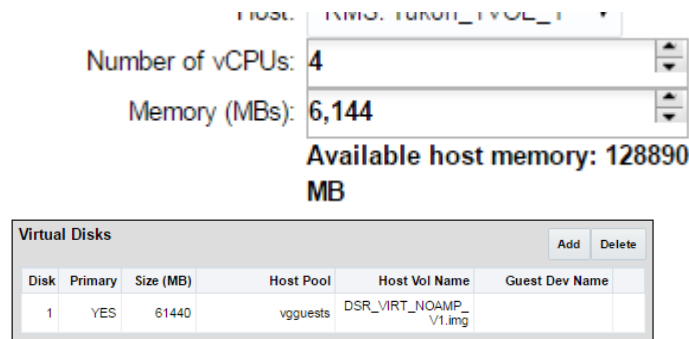 Number of vCPUs: 4
Memory (MBs): 6,144
Available host memory: 128890
MB
Virtual Disks
Add Delete
Disk Primary Size (MB) Host Pool Host Vol Name Guest Dev Name
1 YES 61440 vgguests DSR_VIRT_NOAMP_
V1.img